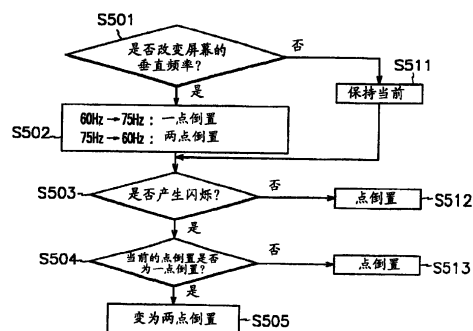 S501
是否改变屏幕的
垂直频率?
否
S511
保持当前
是
S502
60Hz→75Hz: 一点倒置
75Hz→60Hz: 两点倒置
S503
是否产生闪烁?
否
点倒置
S512
是
S504
当前的点倒置是否
为一点倒置?
否
点倒置
S513
是
变为两点倒置
S505